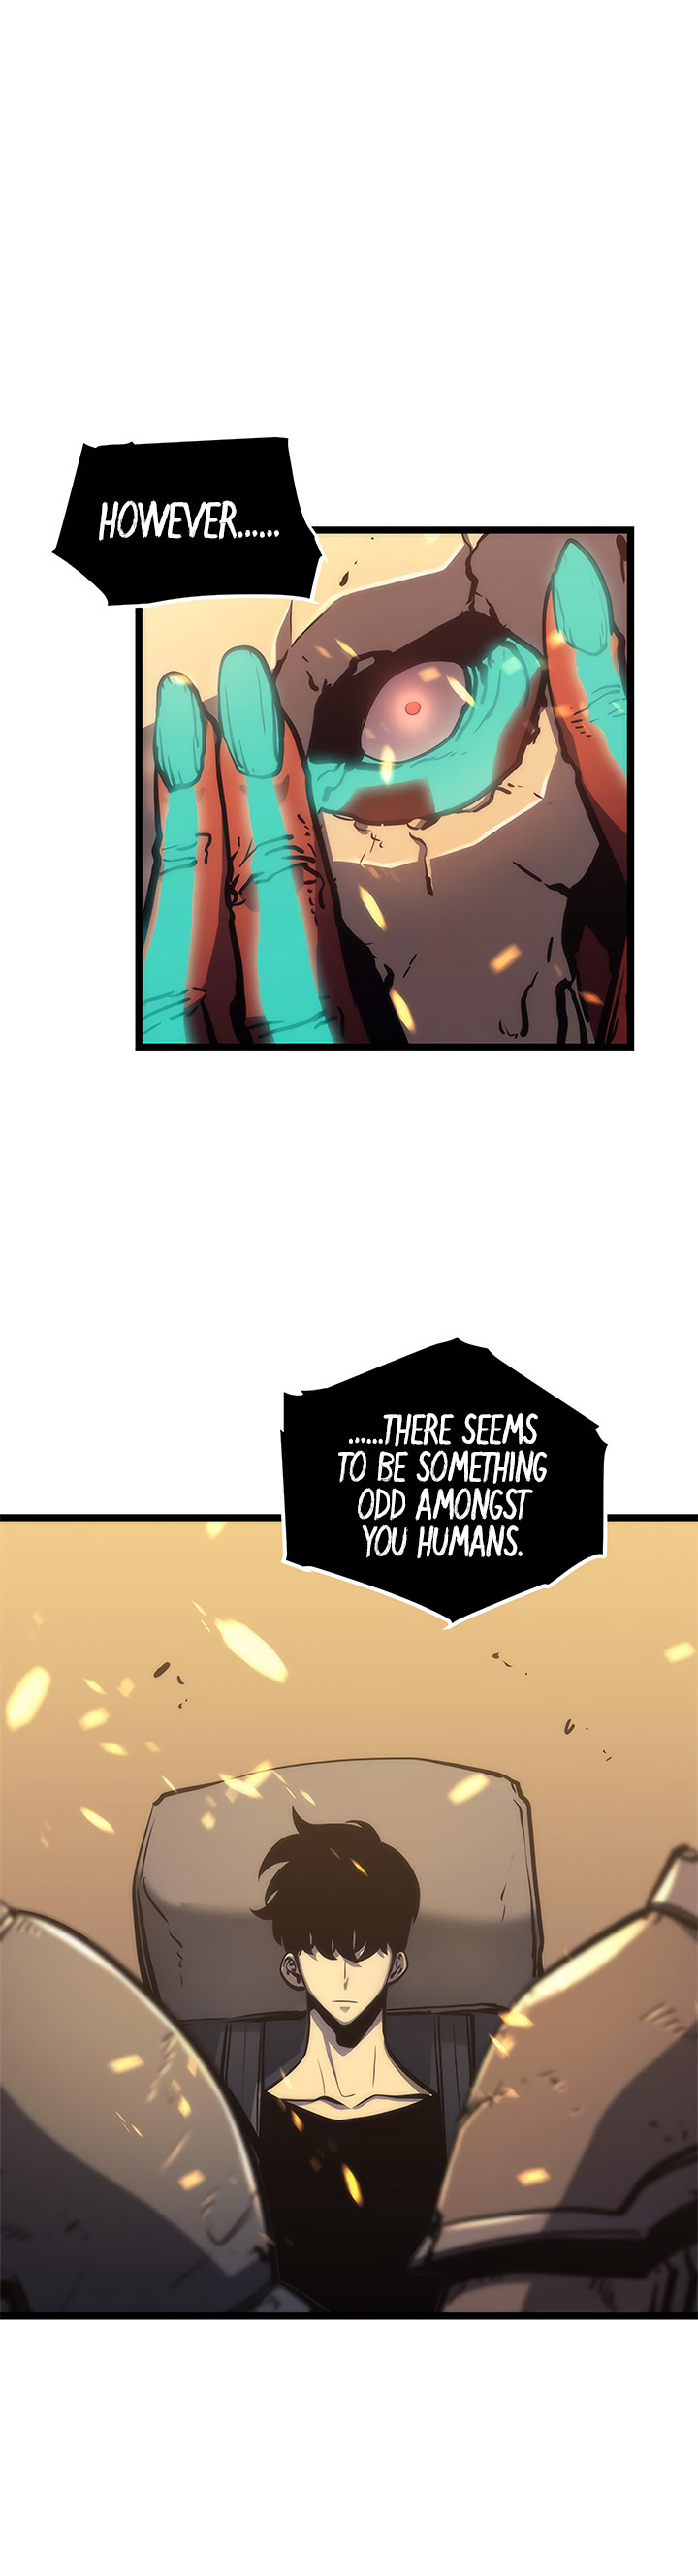 HOWEVER......
......THERE SEEMS
TO BE SOMETHING
ODD AMONGST
YOU HUMANS.